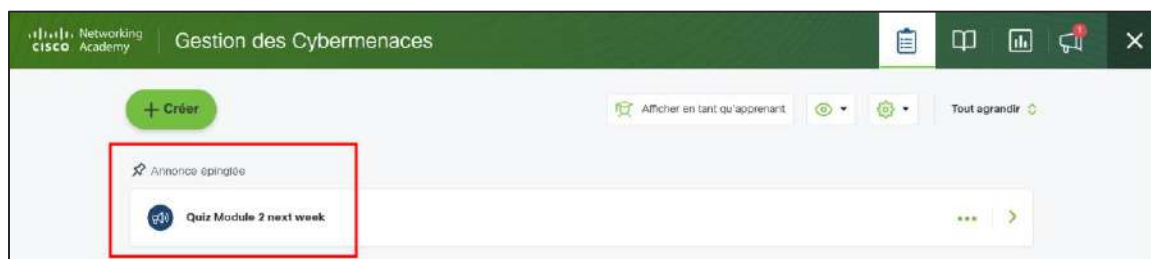 Networking
CISCO Academy
Gestion des Cybermenaces
1
+ Créer
Afficher en tant qu'apprenant
Tout agrandir
Annonce épinglée
Quiz Module 2 next week